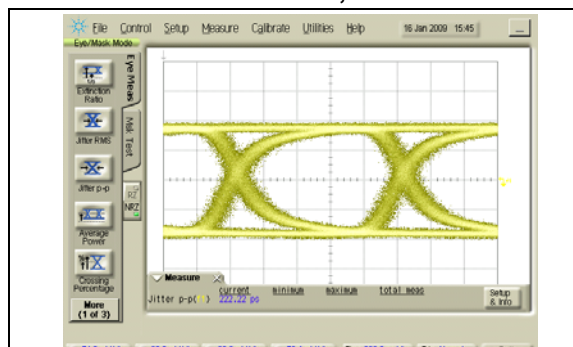 File Control Setup Measure Calibrate Utilities Help 16 Jan 2009 15:45
Eye/Mask Mode
Eye Meas
Mask Test
Extinction
Ratio
Jitter RMS
Jitter p-p
RZ
NRZ
Average
Power
Crossing
Percentage
More
(1 of 3)
Measure
current minimum maximum total meas
Jitter p-p( ) 222.22 ps
Setup
& Info